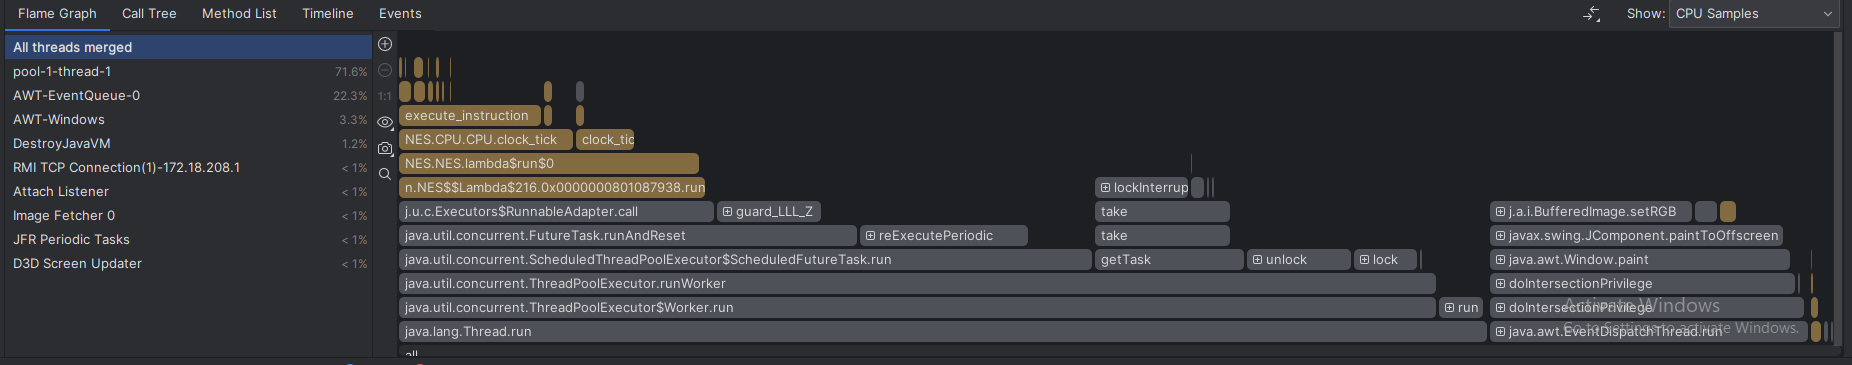 Flame Graph Call Tree Method List Timeline Events Show: CPU Samples
All threads merged
pool-1-thread-1 71.6%
AWT-EventQueue-0 22.3%
AWT-Windows 3.3%
DestroyJavaVM 1.2%
RMI TCP Connection(1)-172.18.208.1 < 1%
Attach Listener < 1%
Image Fetcher 0 < 1%
JFR Periodic Tasks < 1%
D3D Screen Updater < 1%
1:1
execute_instruction
NES.CPU.CPU.clock_tick clock_tic
NES.NES.lambda$run$0
n.NES$$Lambda$216.0x0000000801087938.run lockInterrup
j.u.c.Executors$RunnableAdapter.call guard_LLL_Z take j.a.i.BufferedImage.setRGB
java.util.concurrent.FutureTask.runAndReset reExecutePeriodic take javax.swing.JComponent.paintToOffscreen
java.util.concurrent.ScheduledThreadPoolExecutor$ScheduledFutureTask.run getTask unlock lock java.awt.Window.paint
java.util.concurrent.ThreadPoolExecutor.runWorker doIntersectionPrivilege
java.util.concurrent.ThreadPoolExecutor$Worker.run run doIntersectionPrivilege
java.lang.Thread.run java.awt.EventDispatchThread.run
all
Activate Windows
Go to Settings to activate Windows.